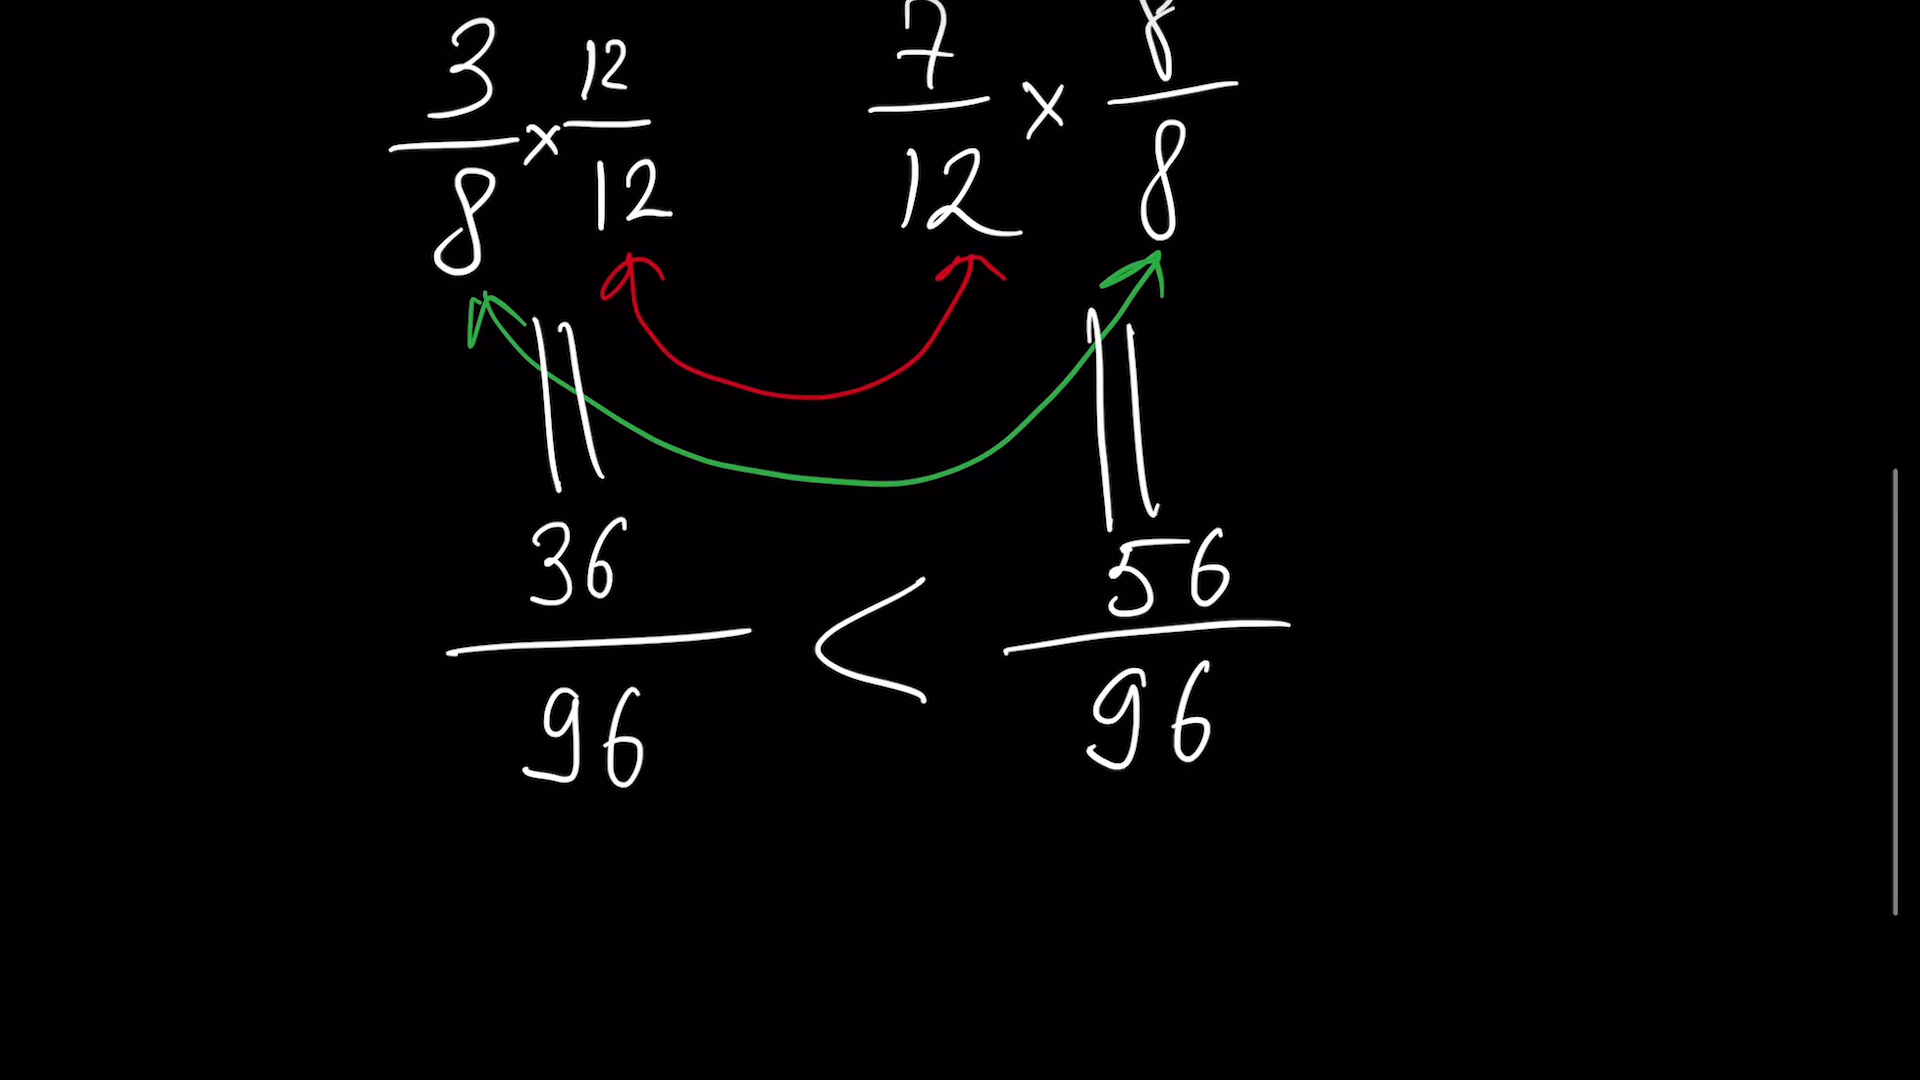 3/8 × 12/12    7/12 × 8/8
||    ||
36/96 < 56/96